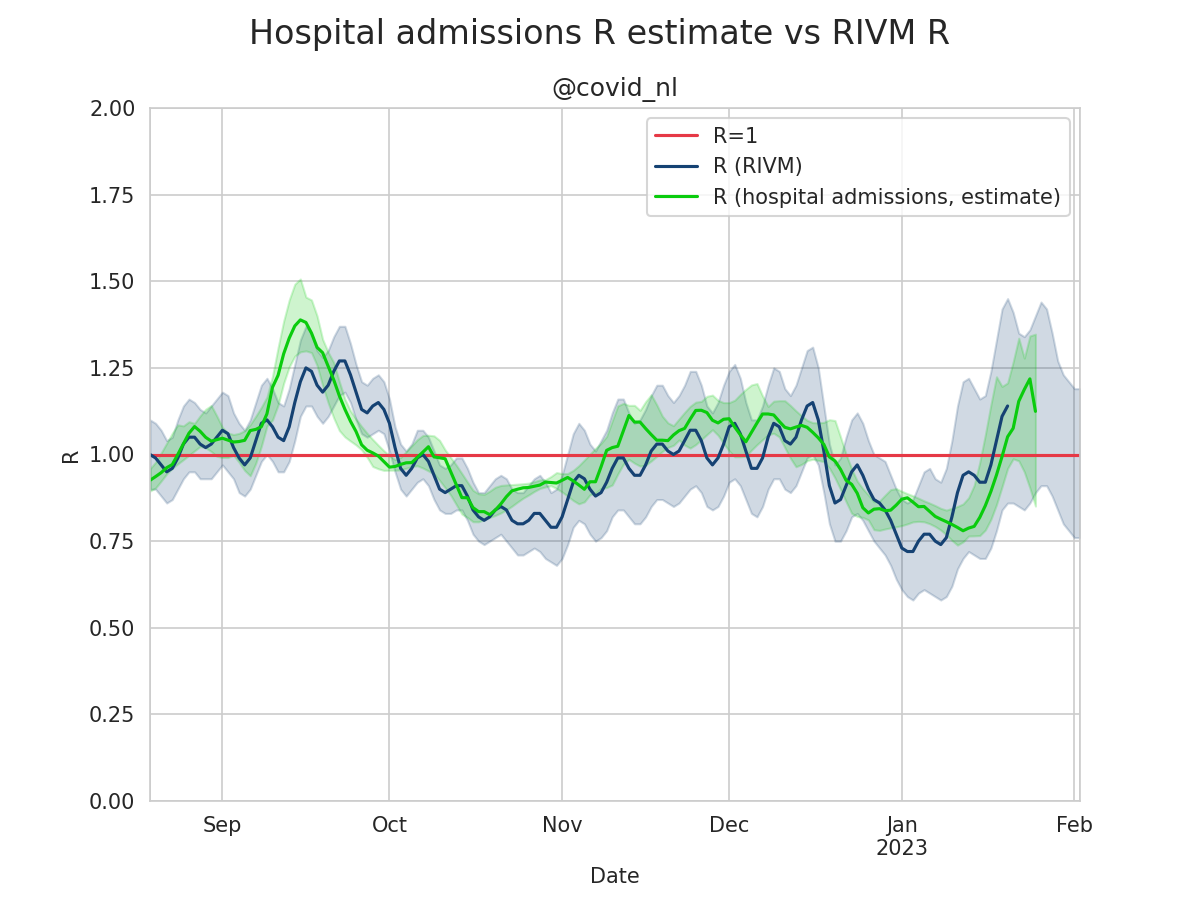 Hospital admissions R estimate vs RIVM R
@covid_nl
R=1
R (RIVM)
R (hospital admissions, estimate)
2.00
1.75
1.50
1.25
1.00
0.75
0.50
0.25
0.00
R
Sep Oct Nov Dec Jan Feb
2023
Date